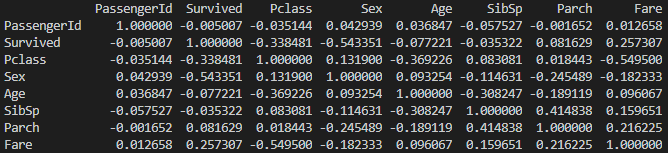 PassengerId Survived Pclass Sex Age SibSp Parch Fare
PassengerId 1.000000 -0.005007 -0.035144 0.042939 0.036847 -0.057527 -0.001652 0.012658
Survived -0.005007 1.000000 -0.338481 -0.543351 -0.077221 -0.035322 0.081629 0.257307
Pclass -0.035144 -0.338481 1.000000 0.131900 -0.369226 0.083081 0.018443 -0.549500
Sex 0.042939 -0.543351 0.131900 1.000000 0.093254 -0.114631 -0.245489 -0.182333
Age 0.036847 -0.077221 -0.369226 0.093254 1.000000 -0.308247 -0.189119 0.096067
SibSp -0.057527 -0.035322 0.083081 -0.114631 -0.308247 1.000000 0.414838 0.159651
Parch -0.001652 0.081629 0.018443 -0.245489 -0.189119 0.414838 1.000000 0.216225
Fare 0.012658 0.257307 -0.549500 -0.182333 0.096067 0.159651 0.216225 1.000000